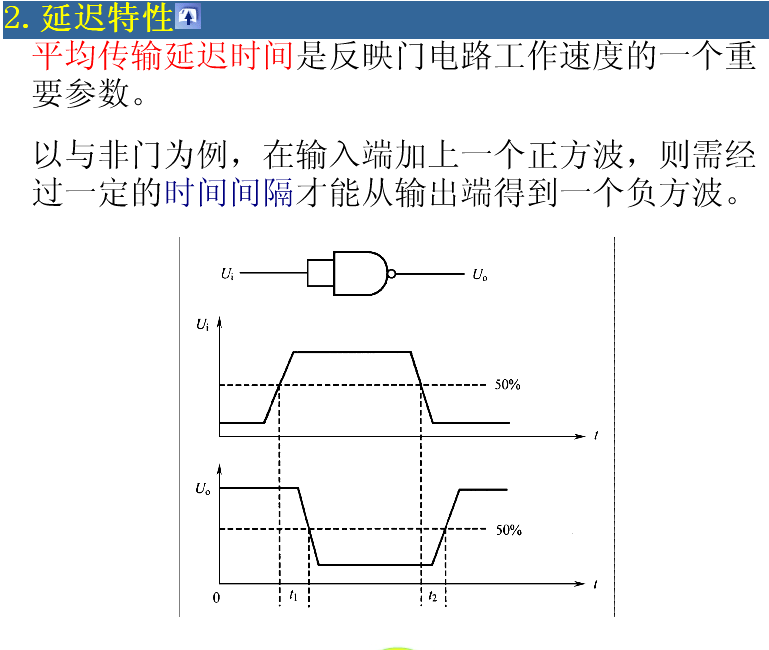 2. 延迟特性
平均传输延迟时间是反映门电路工作速度的一个重
要参数。
以与非门为例，在输入端加上一个正方波，则需经
过一定的时间间隔才能从输出端得到一个负方波。
Ui Uo
Ui
50%
t
Uo
50%
0 t1 t2 t